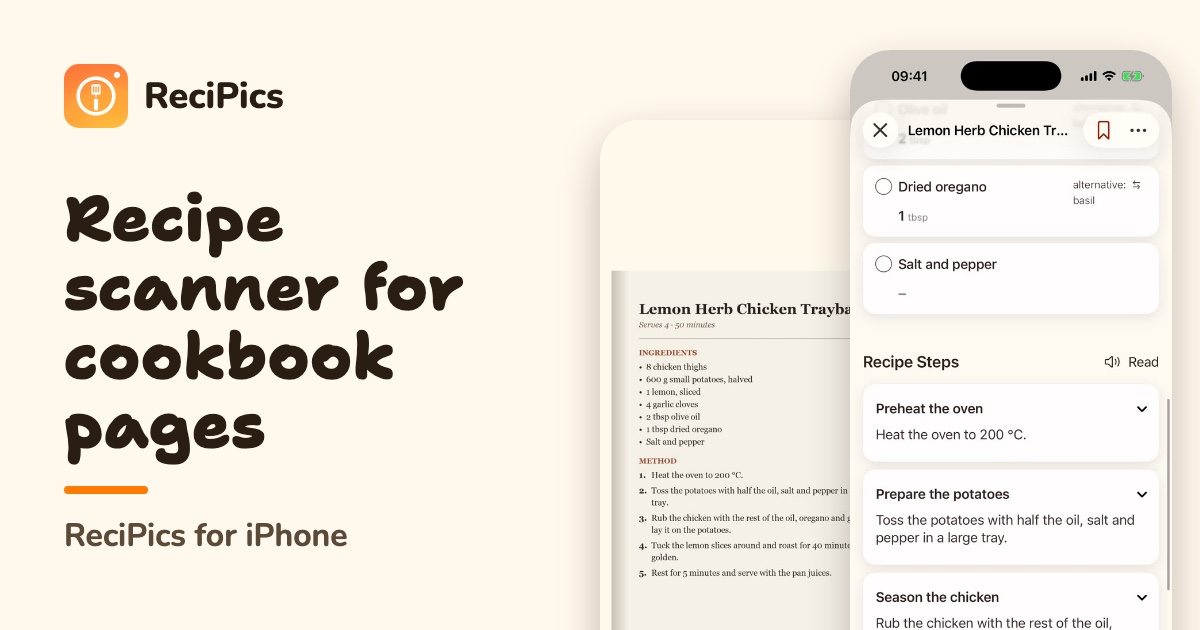 ReciPics
Recipe
scanner for
cookbook
pages
ReciPics for iPhone
Lemon Herb Chicken Trayba
Serves 4 · 50 minutes
INGREDIENTS
• 8 chicken thighs
• 600 g small potatoes, halved
• 1 lemon, sliced
• 4 garlic cloves
• 2 tbsp olive oil
• 1 tbsp dried oregano
• Salt and pepper
METHOD
1. Heat the oven to 200 °C.
2. Toss the potatoes with half the oil, salt and pepper in
tray.
3. Rub the chicken with the rest of the oil, oregano and g
lay it on the potatoes.
4. Tuck the lemon slices around and roast for 40 minute
golden.
5. Rest for 5 minutes and serve with the pan juices.
09:41
Olive oil
2 tbsp
Lemon Herb Chicken Tr...
Dried oregano
alternative:
basil
1 tbsp
Salt and pepper
–
Recipe Steps
Read
Preheat the oven
Heat the oven to 200 °C.
Prepare the potatoes
Toss the potatoes with half the oil, salt and
pepper in a large tray.
Season the chicken
Rub the chicken with the rest of the oil,